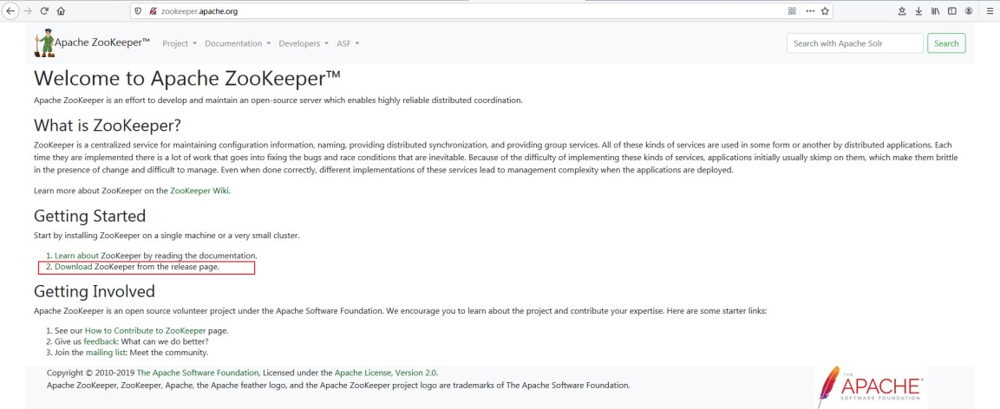 zookeeper.apache.org
Apache ZooKeeper™ Project Documentation Developers ASF Search with Apache Solr Search
Welcome to Apache ZooKeeper™
Apache ZooKeeper is an effort to develop and maintain an open-source server which enables highly reliable distributed coordination.
What is ZooKeeper?
ZooKeeper is a centralized service for maintaining configuration information, naming, providing distributed synchronization, and providing group services. All of these kinds of services are used in some form or another by distributed applications. Each
time they are implemented there is a lot of work that goes into fixing the bugs and race conditions that are inevitable. Because of the difficulty of implementing these kinds of services, applications initially usually skimp on them, which make them brittle
in the presence of change and difficult to manage. Even when done correctly, different implementations of these services lead to management complexity when the applications are deployed.
Learn more about ZooKeeper on the ZooKeeper Wiki.
Getting Started
Start by installing ZooKeeper on a single machine or a very small cluster.
1. Learn about ZooKeeper by reading the documentation.
2. Download ZooKeeper from the release page.
Getting Involved
Apache ZooKeeper is an open source volunteer project under the Apache Software Foundation. We encourage you to learn about the project and contribute your expertise. Here are some starter links:
1. See our How to Contribute to ZooKeeper page.
2. Give us feedback: What can we do better?
3. Join the mailing list: Meet the community.
Copyright © 2010-2019 The Apache Software Foundation, Licensed under the Apache License, Version 2.0.
Apache ZooKeeper, ZooKeeper, Apache, the Apache feather logo, and the Apache ZooKeeper project logo are trademarks of The Apache Software Foundation.
THE
APACHE®
SOFTWARE FOUNDATION